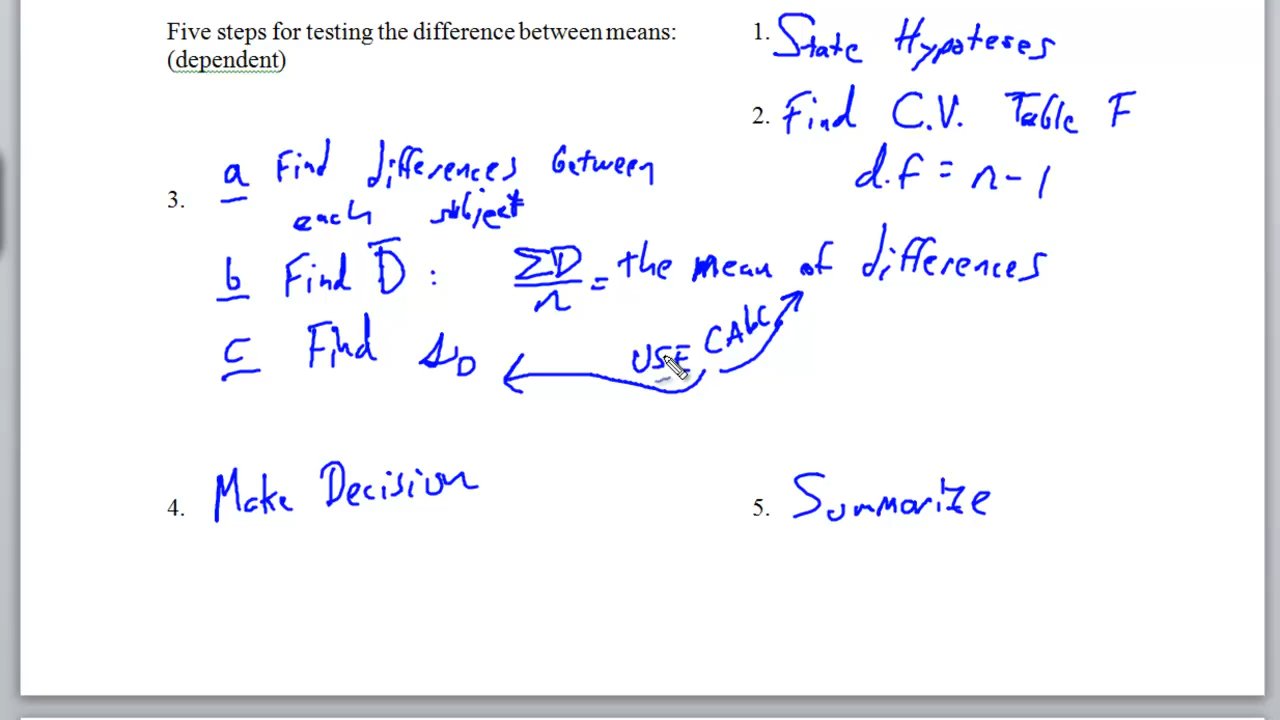 Five steps for testing the difference between means:
(dependent)
1. State Hypoteses
2. Find C.V. Table F
d.f = n - 1
3. a Find differences between
each subject
b Find D̅ : ΣD/n = the mean of differences
c Find sD
USE CAlC.
4. Make Decision
5. Summarize